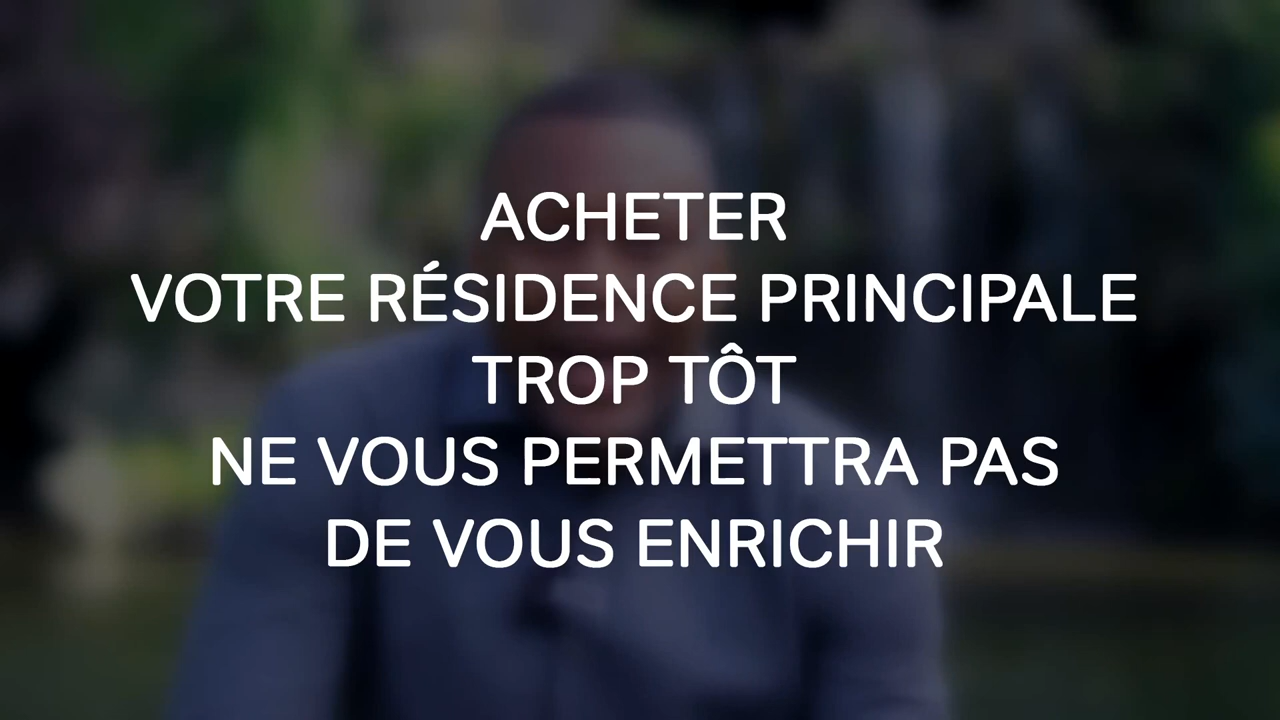 ACHETER
VOTRE RÉSIDENCE PRINCIPALE
TROP TÔT
NE VOUS PERMETTRA PAS
DE VOUS ENRICHIR